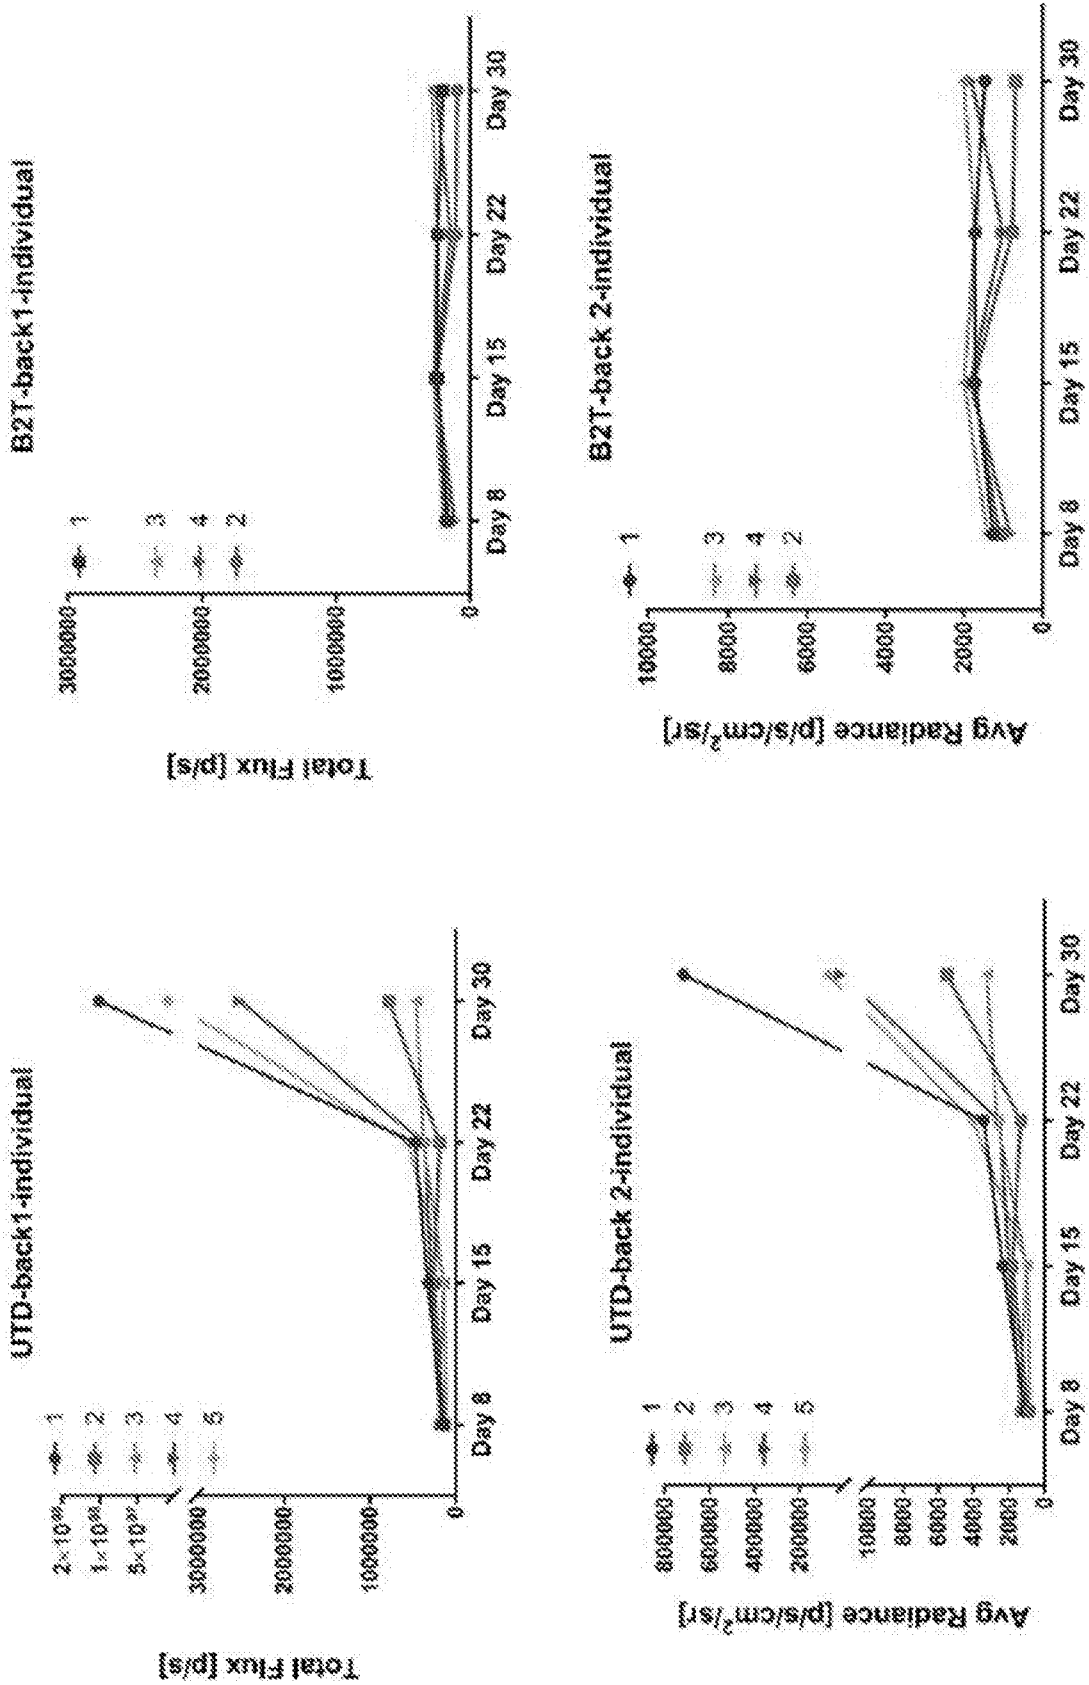 UTD-back1-individual
Total Flux [p/s]
2×10⁰⁸
1×10⁰⁸
5×10⁰⁷
3000000
2000000
1000000
0
1
2
3
4
5
Day 8
Day 15
Day 22
Day 30
B2T-back1-individual
Total Flux [p/s]
3000000
2000000
1000000
0
1
3
4
2
Day 8
Day 15
Day 22
Day 30
UTD-back 2-individual
Avg Radiance [p/s/cm²/sr]
800000
600000
400000
200000
10000
8000
6000
4000
2000
0
1
2
3
4
5
Day 8
Day 15
Day 22
Day 30
B2T-back 2-individual
Avg Radiance [p/s/cm²/sr]
10000
8000
6000
4000
2000
0
1
3
4
2
Day 8
Day 15
Day 22
Day 30